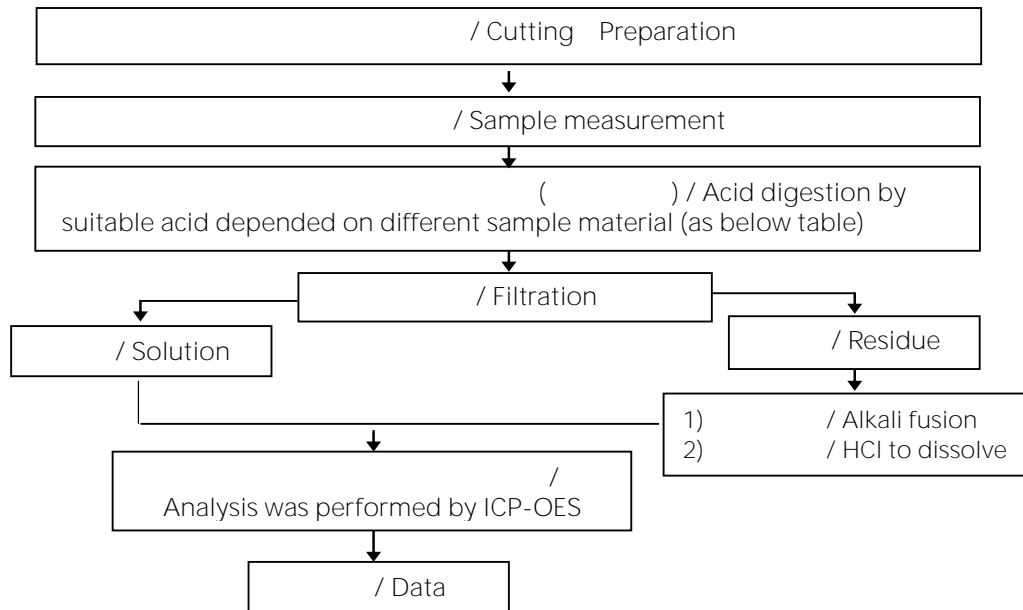 / Cutting Preparation
/ Sample measurement
( ) / Acid digestion by
suitable acid depended on different sample material (as below table)
/ Filtration
/ Solution
/ Residue
1) / Alkali fusion
2) / HCl to dissolve
/
Analysis was performed by ICP-OES
/ Data